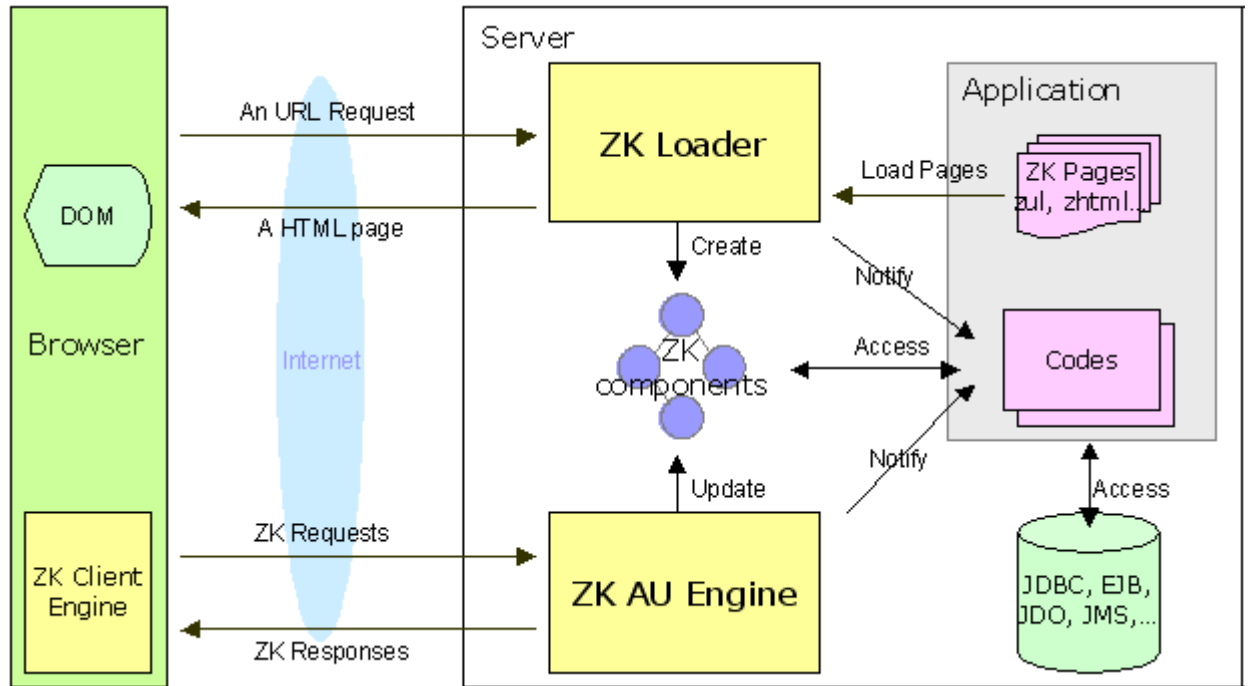 Server
Application
An URL Request
ZK Loader
Load Pages
ZK Pages
zul, zhtml...
DOM
A HTML page
Create
Notify
Browser
Internet
ZK
components
Access
Codes
Notify
Update
Access
ZK Requests
ZK Client
Engine
ZK AU Engine
JDBC, EJB,
JDO, JMS,...
ZK Responses